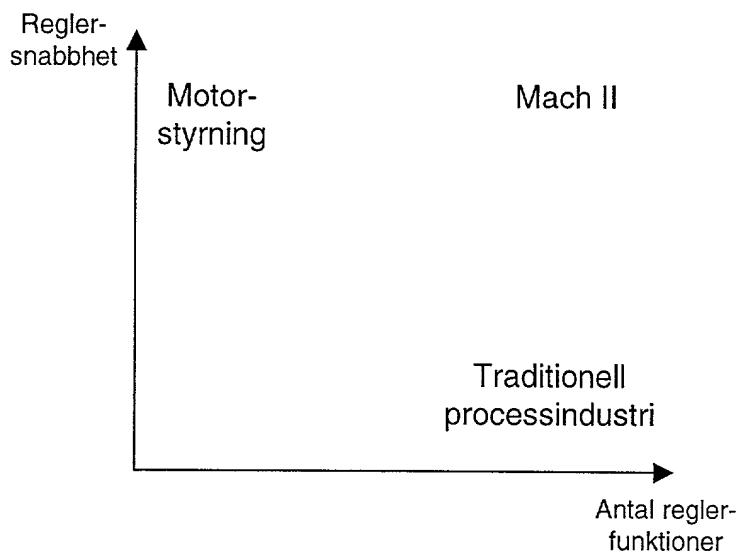 Regler-
snabbhet
Motor-
styrning
Mach II
Traditionell
processindustri
Antal regler-
funktioner